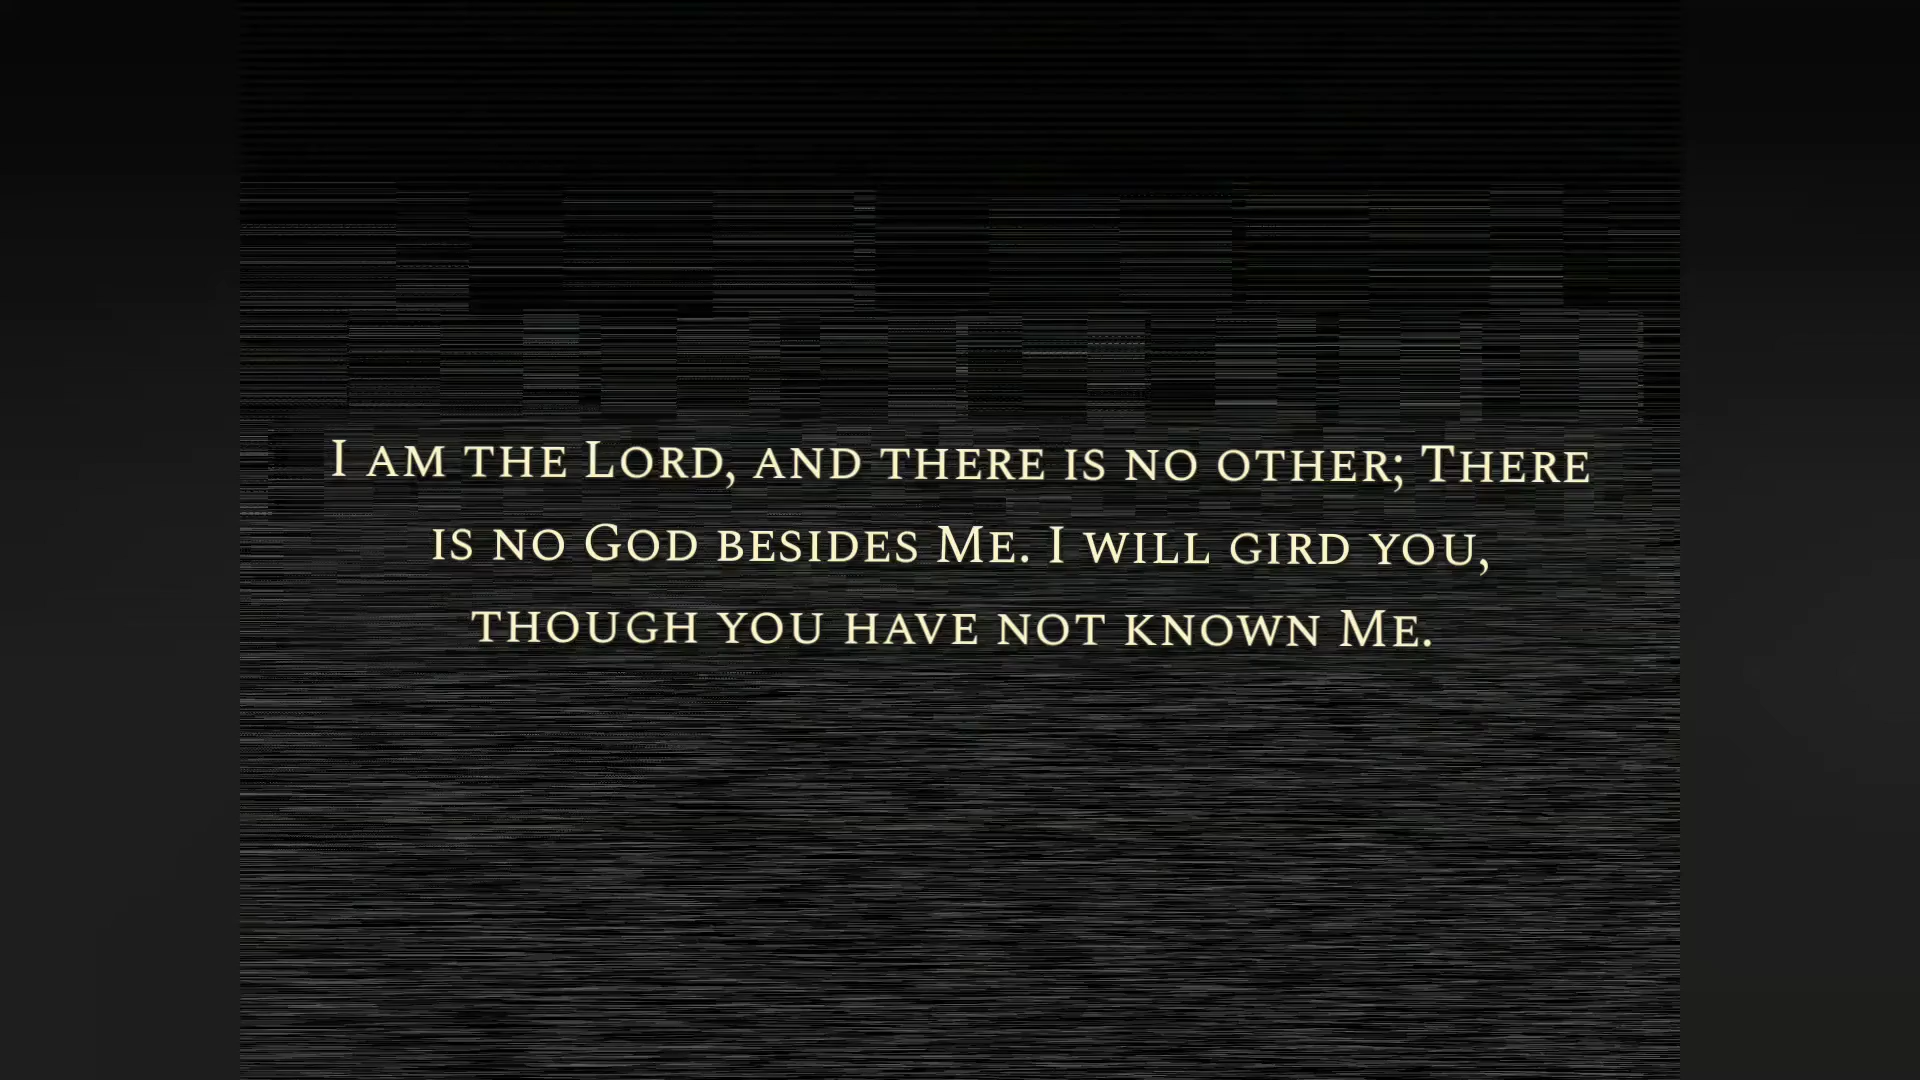 I am the Lord, and there is no other; There
is no God besides Me. I will gird you,
though you have not known Me.